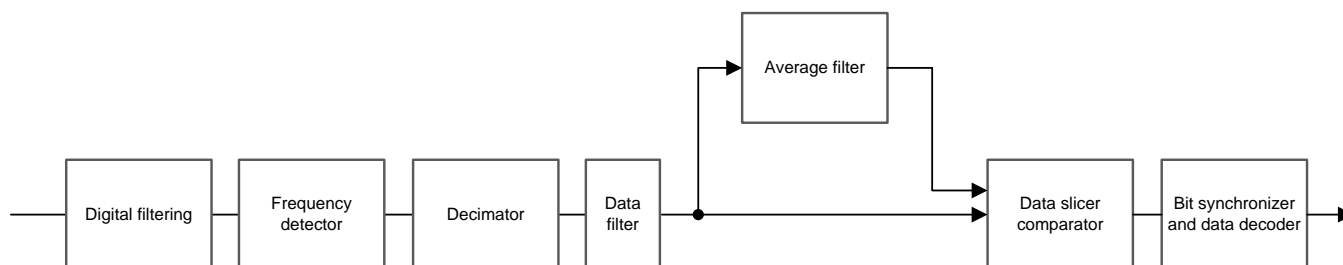 Average filter
Digital filtering
Frequency
detector
Decimator
Data
filter
Data slicer
comparator
Bit synchronizer
and data decoder